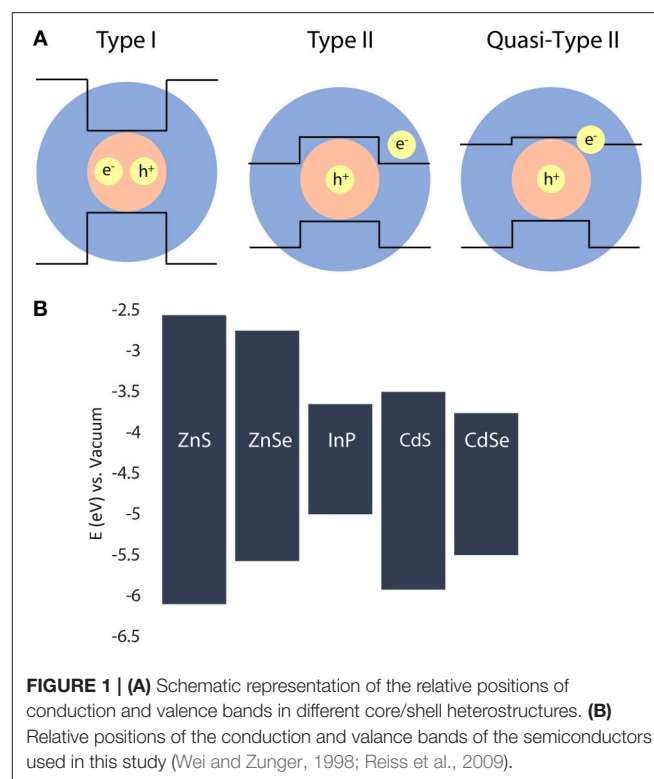 A
Type I
Type II
Quasi-Type II
e-
h+
h+
e-
h+
e-
B
E (eV) vs. Vacuum
-2.5
-3
-3.5
-4
-4.5
-5
-5.5
-6
-6.5
ZnS
ZnSe
InP
CdS
CdSe
FIGURE 1 | (A) Schematic representation of the relative positions of
conduction and valence bands in different core/shell heterostructures. (B)
Relative positions of the conduction and valance bands of the semiconductors
used in this study (Wei and Zunger, 1998; Reiss et al., 2009).